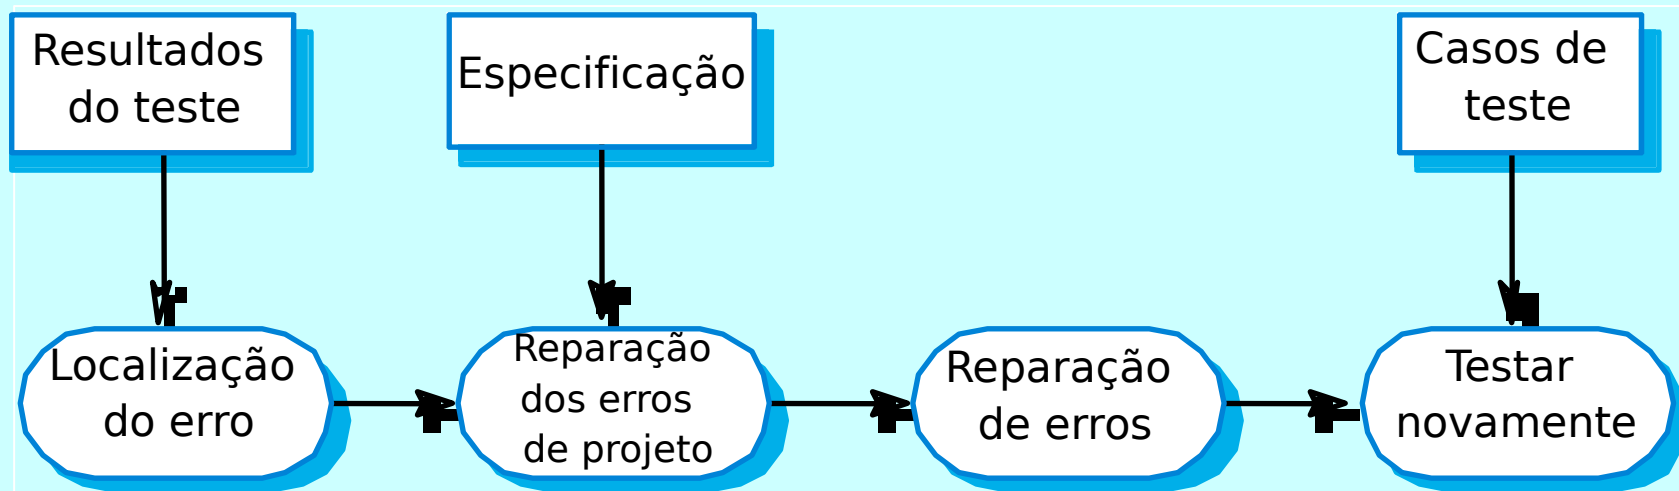 Resultados
do teste
Especificação
Casos de
teste
Localização
do erro
Reparação
dos erros
de projeto
Reparação
de erros
Testar
novamente